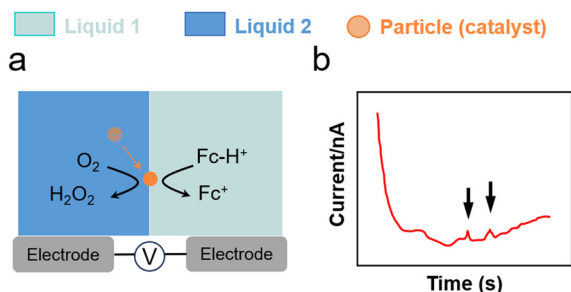 Liquid 1 Liquid 2 Particle (catalyst)
a
O₂
H₂O₂
Fc-H⁺
Fc⁺
Electrode V Electrode
b
Current/nA
Time (s)